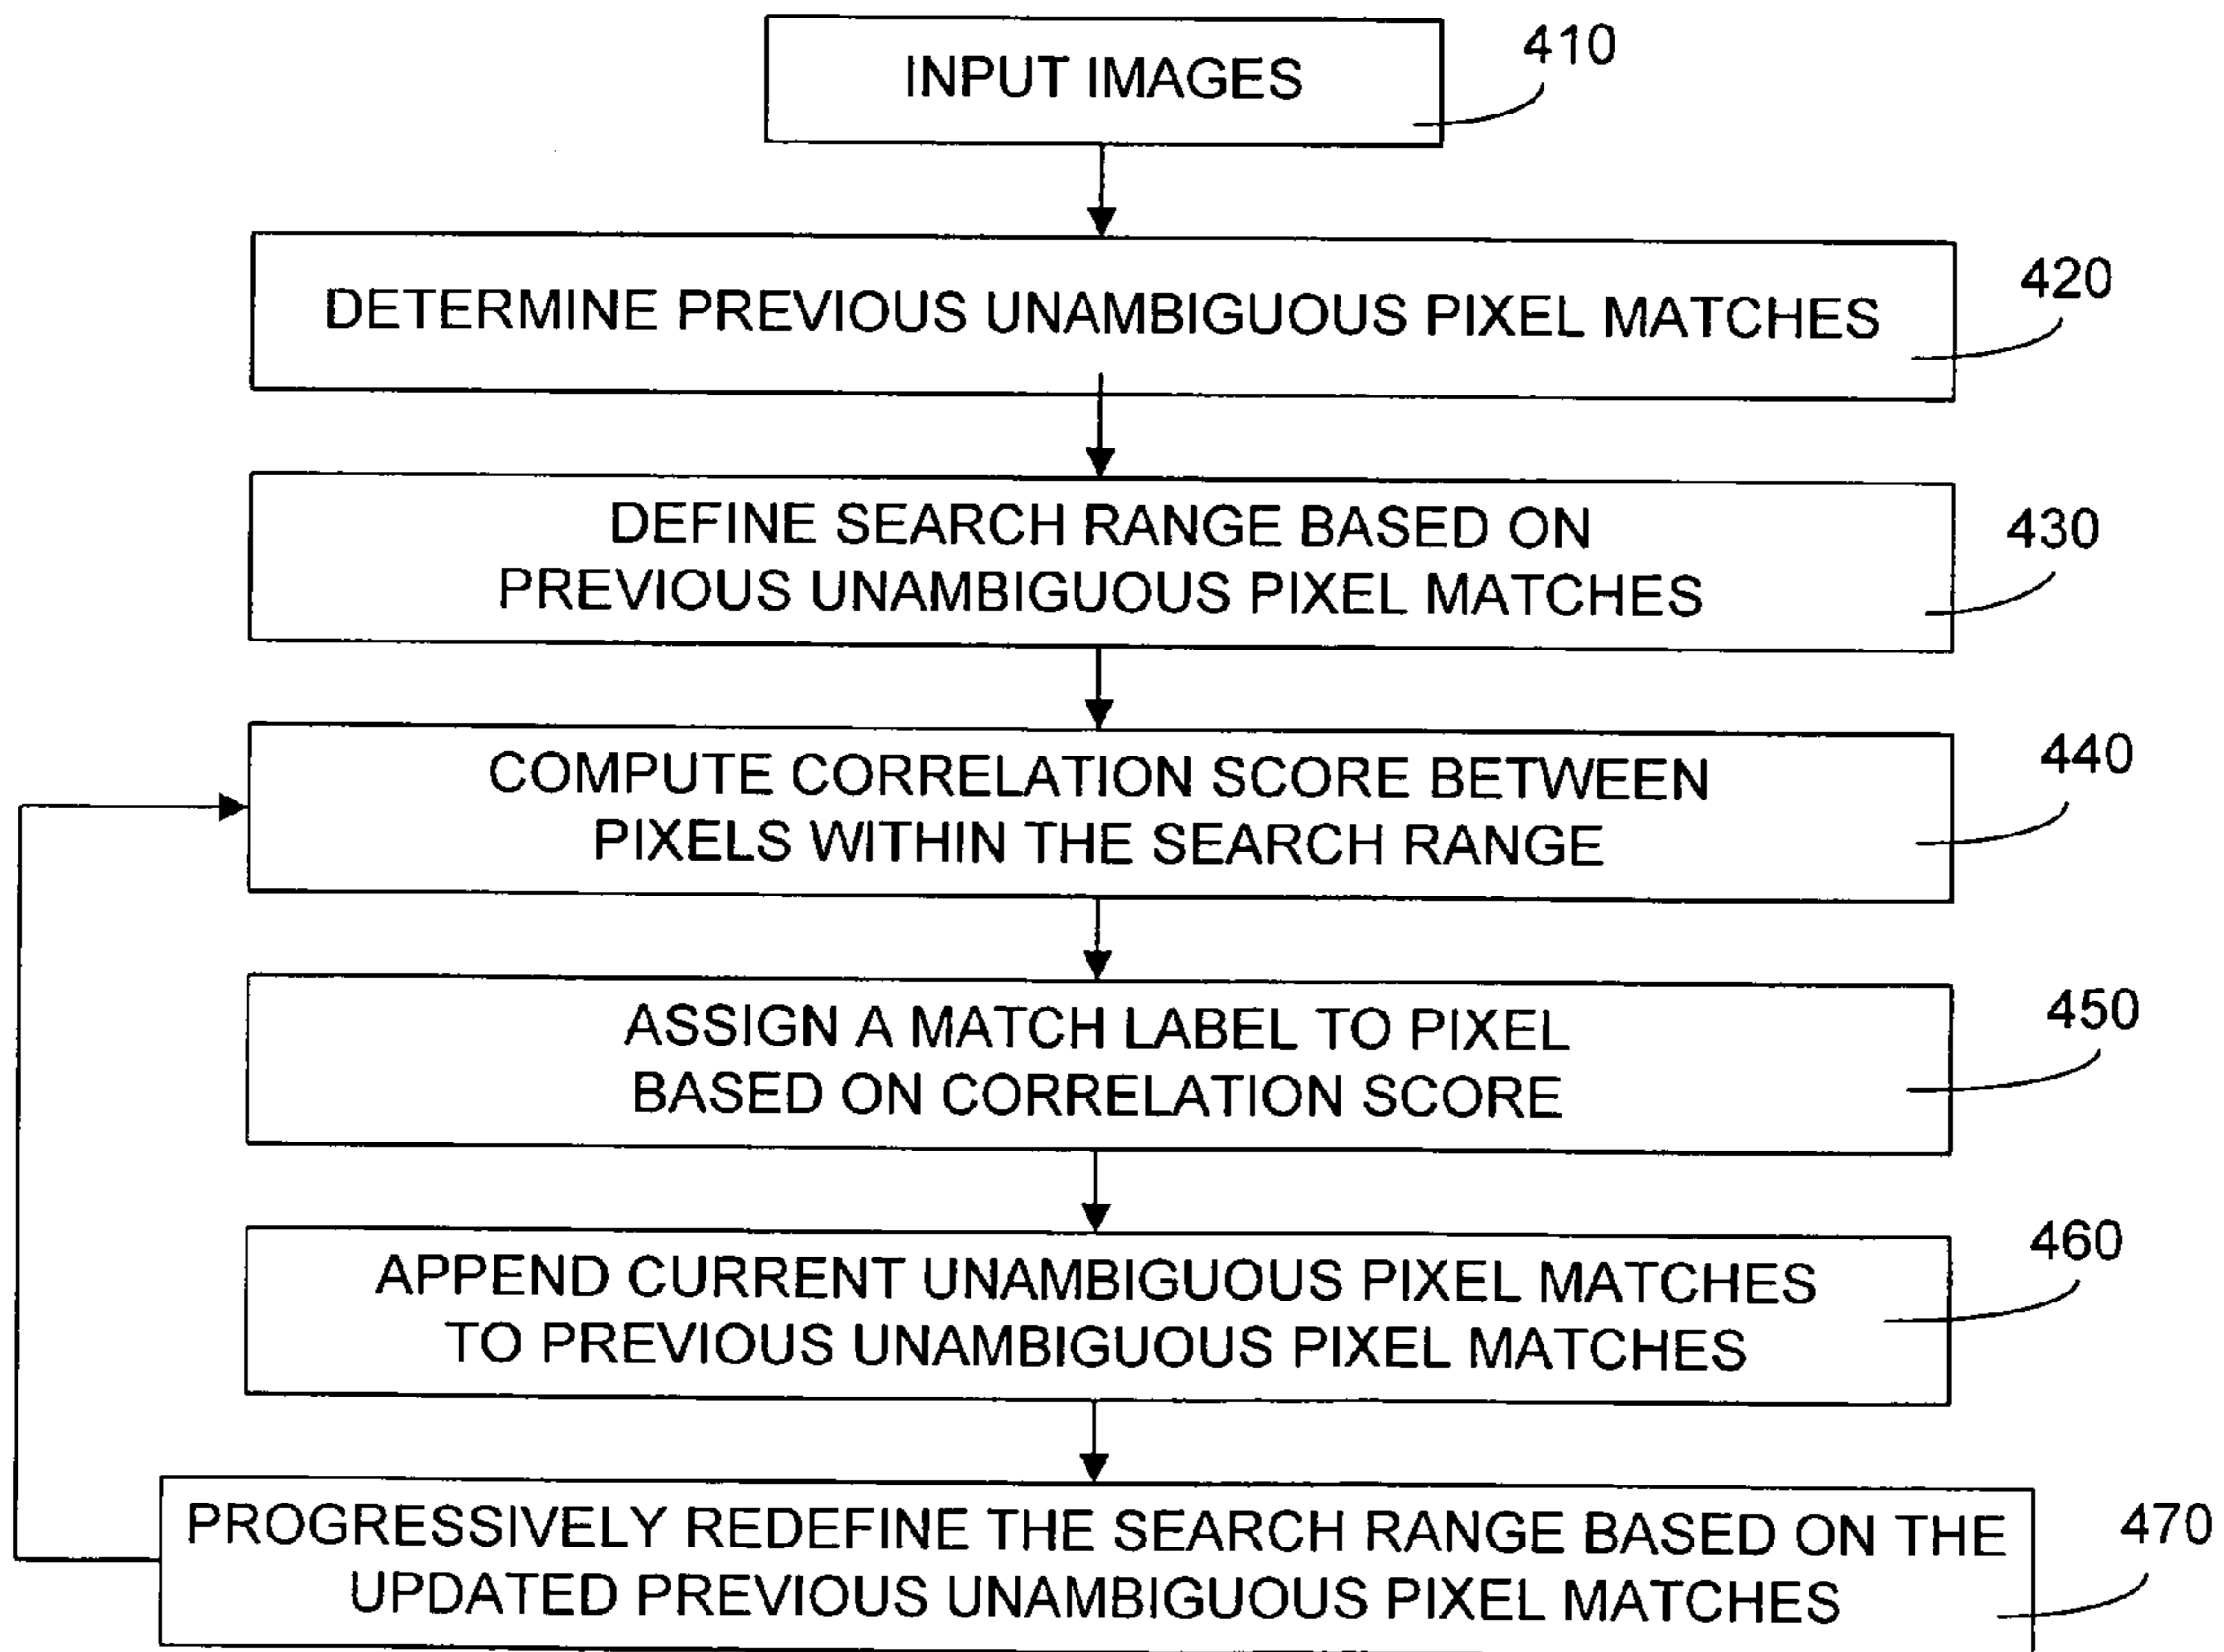 INPUT IMAGES
410
DETERMINE PREVIOUS UNAMBIGUOUS PIXEL MATCHES
420
DEFINE SEARCH RANGE BASED ON
PREVIOUS UNAMBIGUOUS PIXEL MATCHES
430
COMPUTE CORRELATION SCORE BETWEEN
PIXELS WITHIN THE SEARCH RANGE
440
ASSIGN A MATCH LABEL TO PIXEL
BASED ON CORRELATION SCORE
450
APPEND CURRENT UNAMBIGUOUS PIXEL MATCHES
TO PREVIOUS UNAMBIGUOUS PIXEL MATCHES
460
PROGRESSIVELY REDEFINE THE SEARCH RANGE BASED ON THE
UPDATED PREVIOUS UNAMBIGUOUS PIXEL MATCHES
470